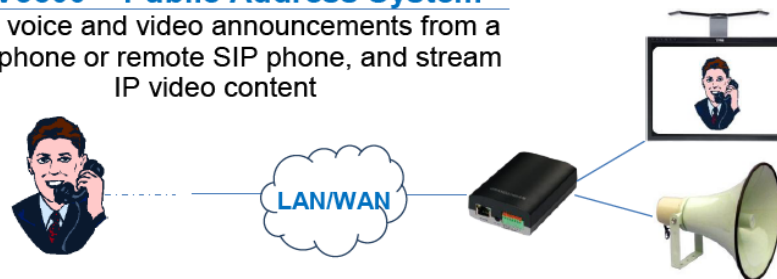 Public Address System
voice and video announcements from a
phone or remote SIP phone, and stream
IP video content
LAN/WAN